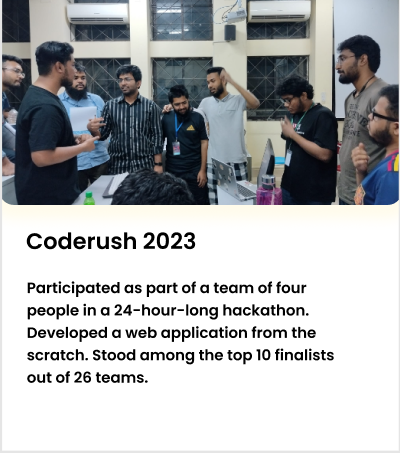 Coderush 2023
Participated as part of a team of four
people in a 24-hour-long hackathon.
Developed a web application from the
scratch. Stood among the top 10 finalists
out of 26 teams.